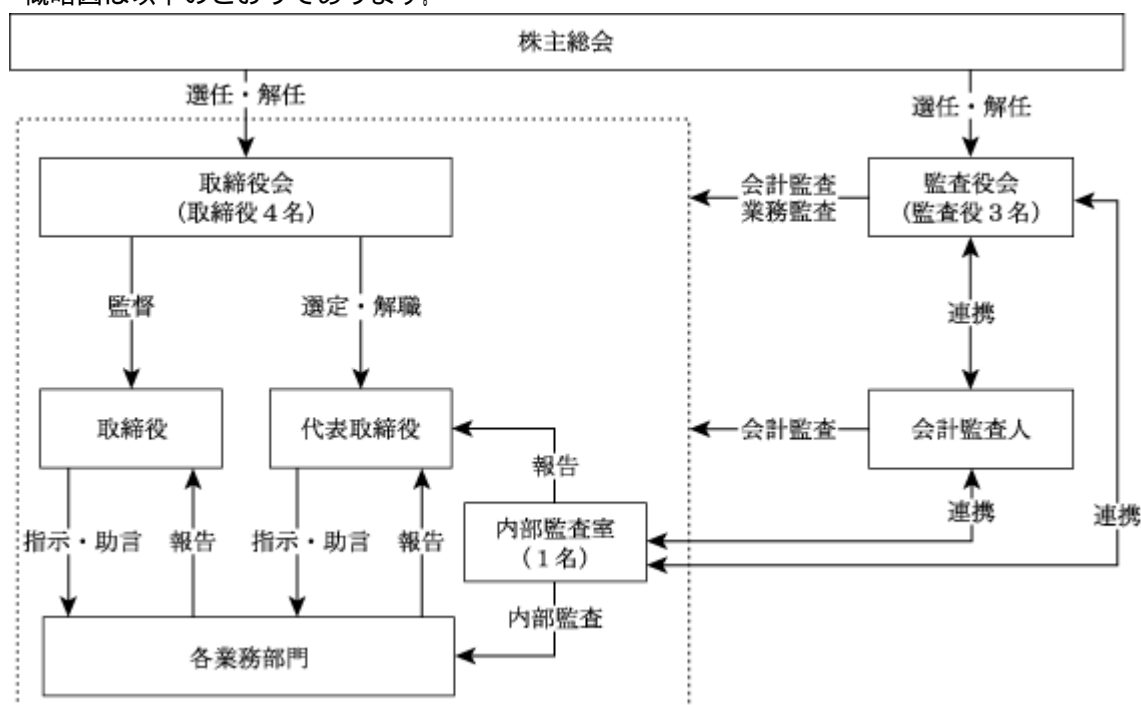 概略図は以下のとおりであります。
株主総会
選任・解任
選任・解任
取締役会
（取締役４名）
会計監査
業務監査
監査役会
（監査役３名）
監督
選定・解職
連携
取締役
代表取締役
会計監査
会計監査人
報告
指示・助言
報告
指示・助言
報告
内部監査室
（１名）
連携
連携
内部監査
各業務部門